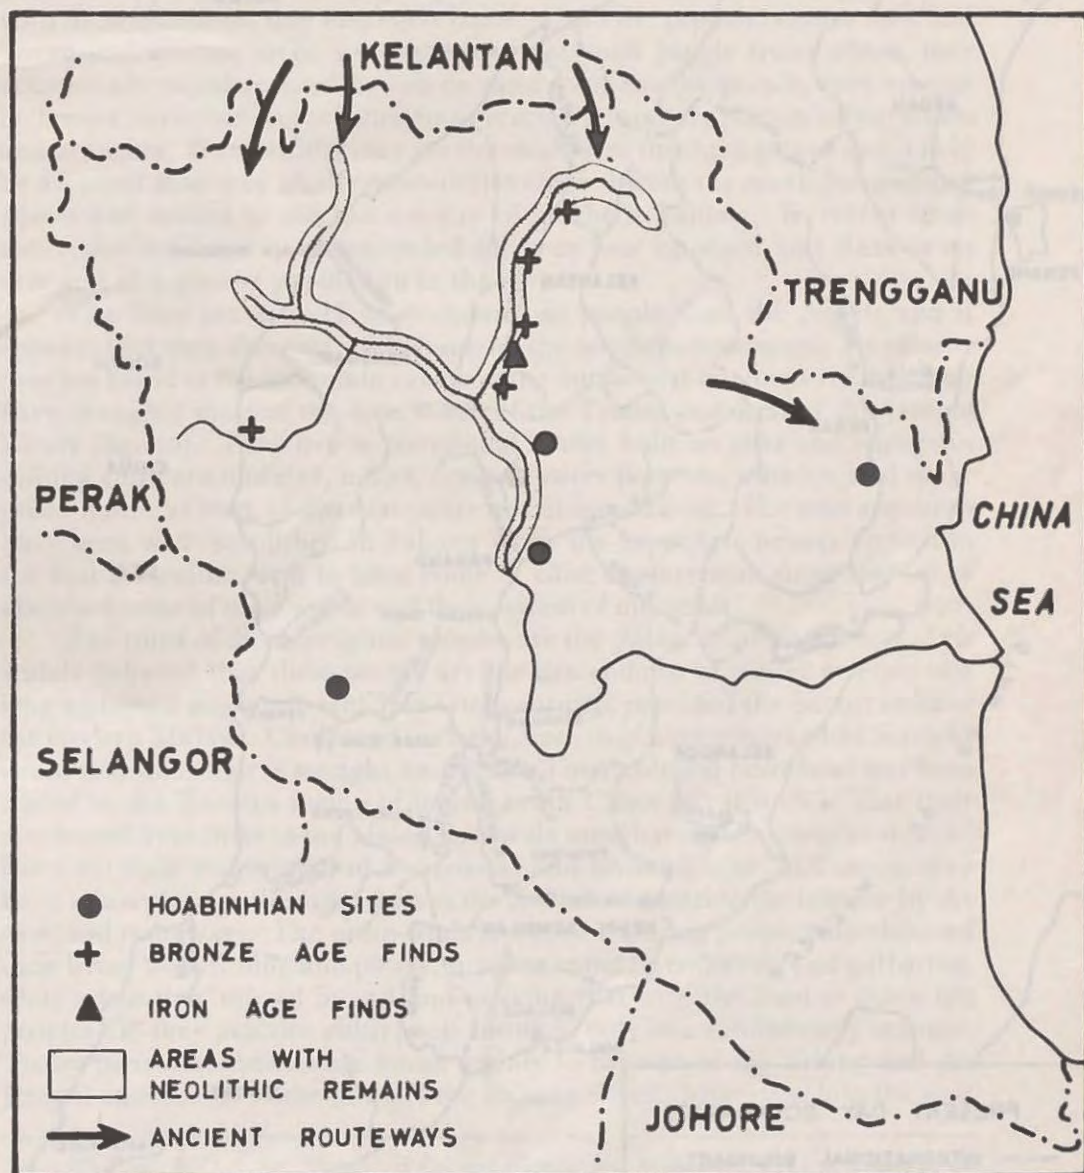 KELANTAN
TRENGGANU
PERAK
CHINA
SEA
SELANGOR
HOABINHIAN SITES
BRONZE AGE FINDS
IRON AGE FINDS
AREAS WITH
NEOLITHIC REMAINS
ANCIENT ROUTEWAYS
JOHORE